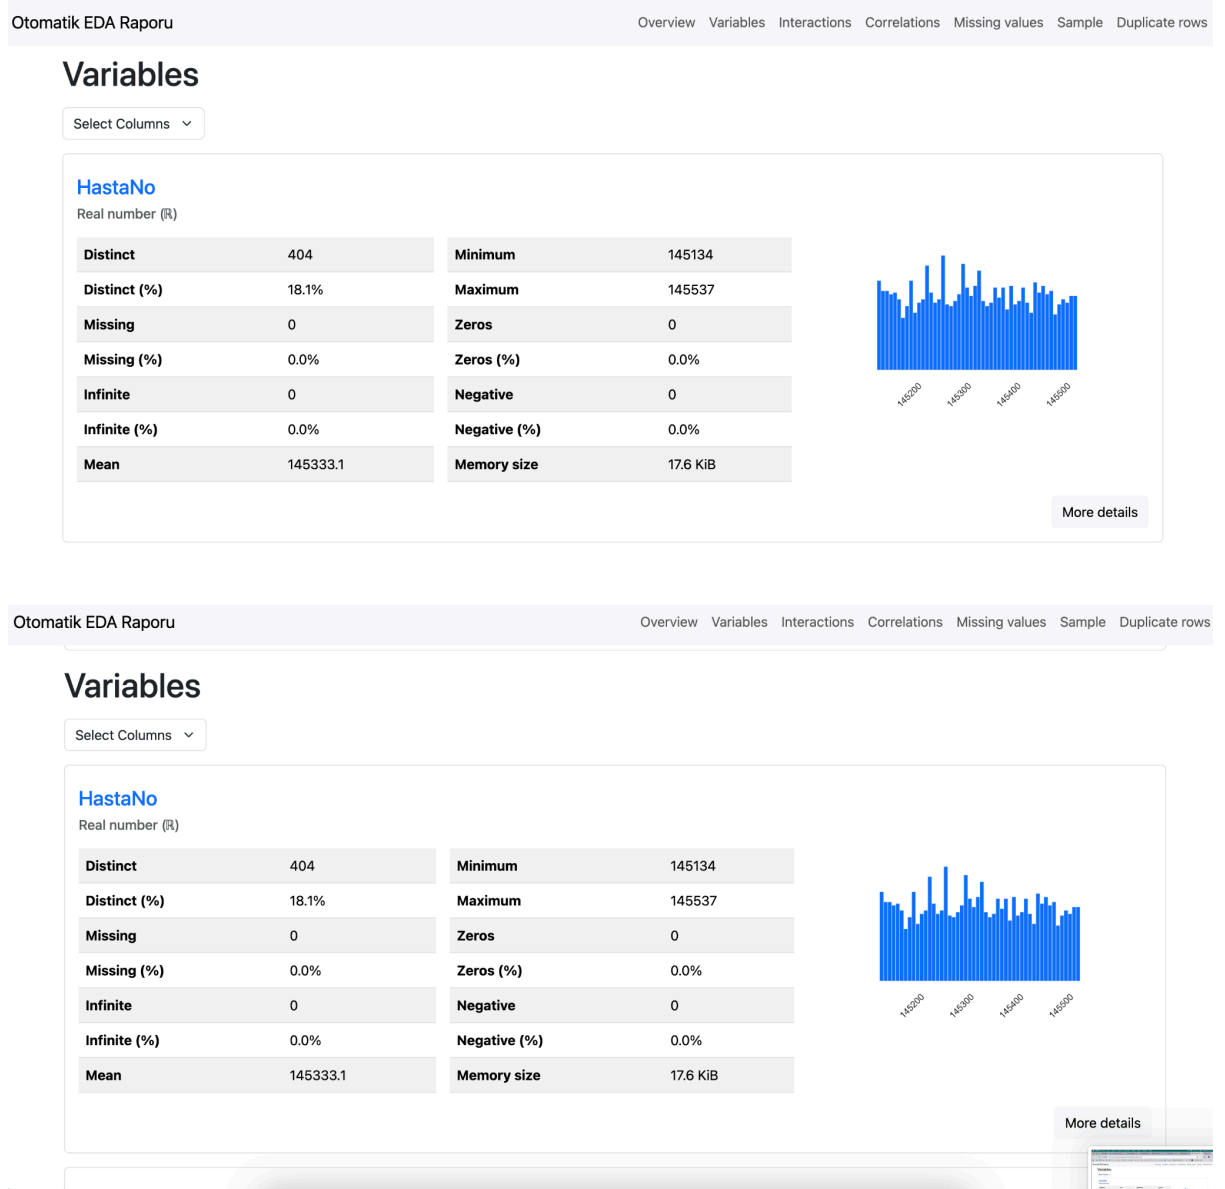 Otomatik EDA Raporu Overview Variables Interactions Correlations Missing values Sample Duplicate rows
Variables
Select Columns
HastaNo
Real number (ℝ)
Distinct 404 Minimum 145134
Distinct (%) 18.1% Maximum 145537
Missing 0 Zeros 0
Missing (%) 0.0% Zeros (%) 0.0%
Infinite 0 Negative 0
Infinite (%) 0.0% Negative (%) 0.0%
Mean 145333.1 Memory size 17.6 KiB
145200 145300 145400 145500
More details
Otomatik EDA Raporu Overview Variables Interactions Correlations Missing values Sample Duplicate rows
Variables
Select Columns
HastaNo
Real number (ℝ)
Distinct 404 Minimum 145134
Distinct (%) 18.1% Maximum 145537
Missing 0 Zeros 0
Missing (%) 0.0% Zeros (%) 0.0%
Infinite 0 Negative 0
Infinite (%) 0.0% Negative (%) 0.0%
Mean 145333.1 Memory size 17.6 KiB
145200 145300 145400 145500
More details